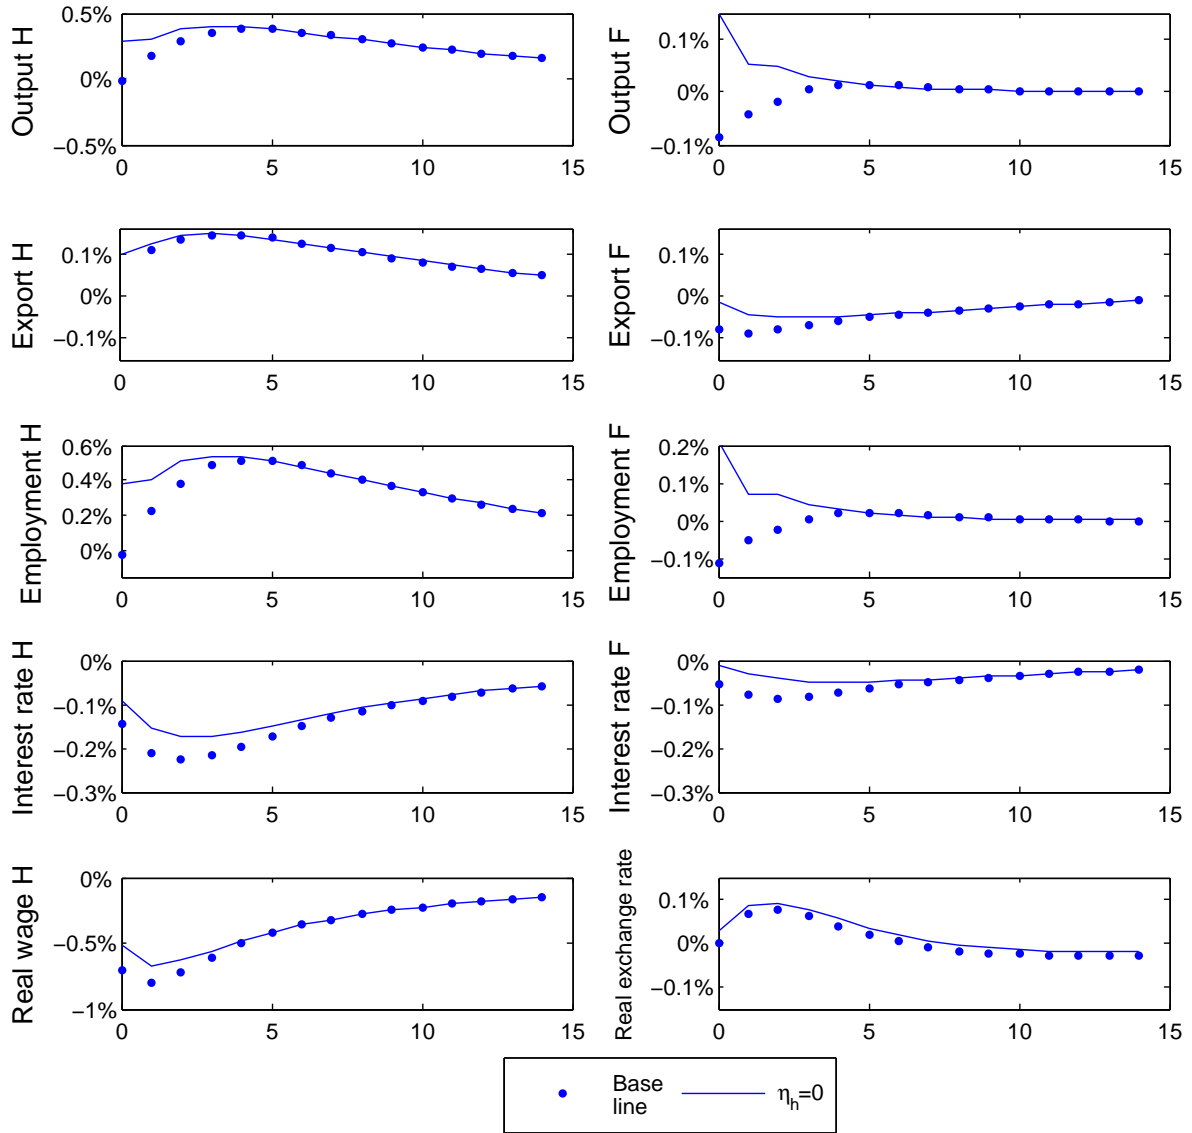 Output H
0.5%
0%
−0.5%
0 5 10 15
Output F
0.1%
0%
−0.1%
0 5 10 15
Export H
0.1%
0%
−0.1%
0 5 10 15
Export F
0.1%
0%
−0.1%
0 5 10 15
Employment H
0.6%
0.4%
0.2%
0%
0 5 10 15
Employment F
0.2%
0.1%
0%
−0.1%
0 5 10 15
Interest rate H
0%
−0.1%
−0.2%
−0.3%
0 5 10 15
Interest rate F
0%
−0.1%
−0.2%
−0.3%
0 5 10 15
Real wage H
0%
−0.5%
−1%
0 5 10 15
Real exchange rate
0.1%
0%
−0.1%
0 5 10 15
Base
line
η_h=0